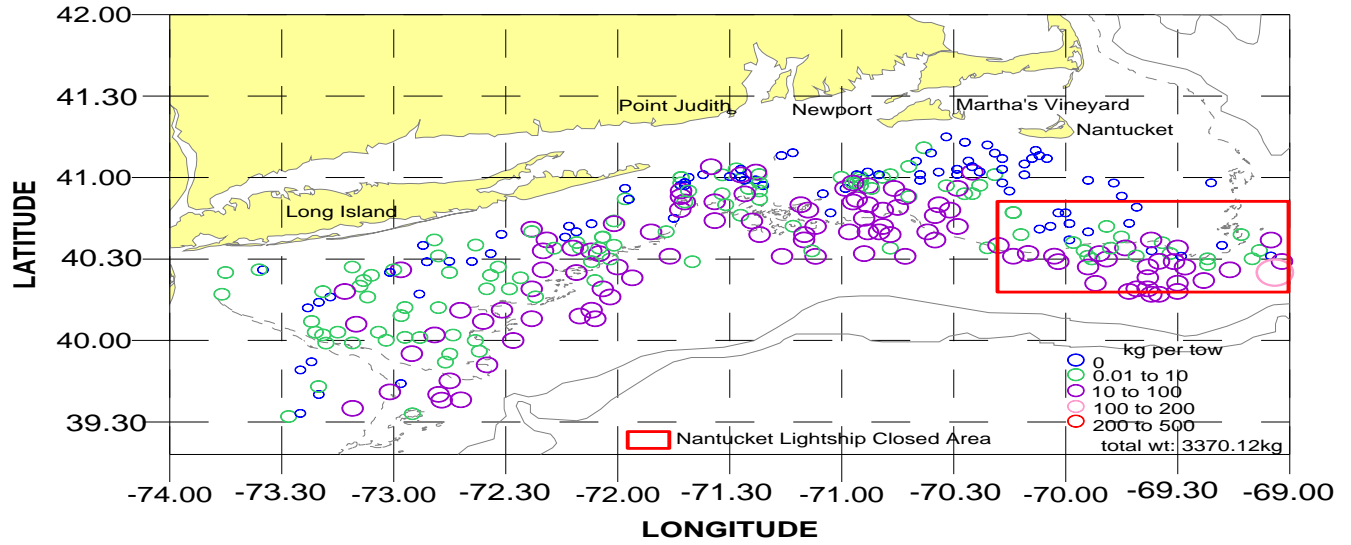 42.00
41.30
Point Judith
Newport
Martha's Vineyard
Nantucket
41.00
Long Island
LATITUDE
40.30
40.00
kg per tow
0
0.01 to 10
10 to 100
100 to 200
200 to 500
39.30
Nantucket Lightship Closed Area
total wt: 3370.12kg
-74.00 -73.30 -73.00 -72.30 -72.00 -71.30 -71.00 -70.30 -70.00 -69.30 -69.00
LONGITUDE